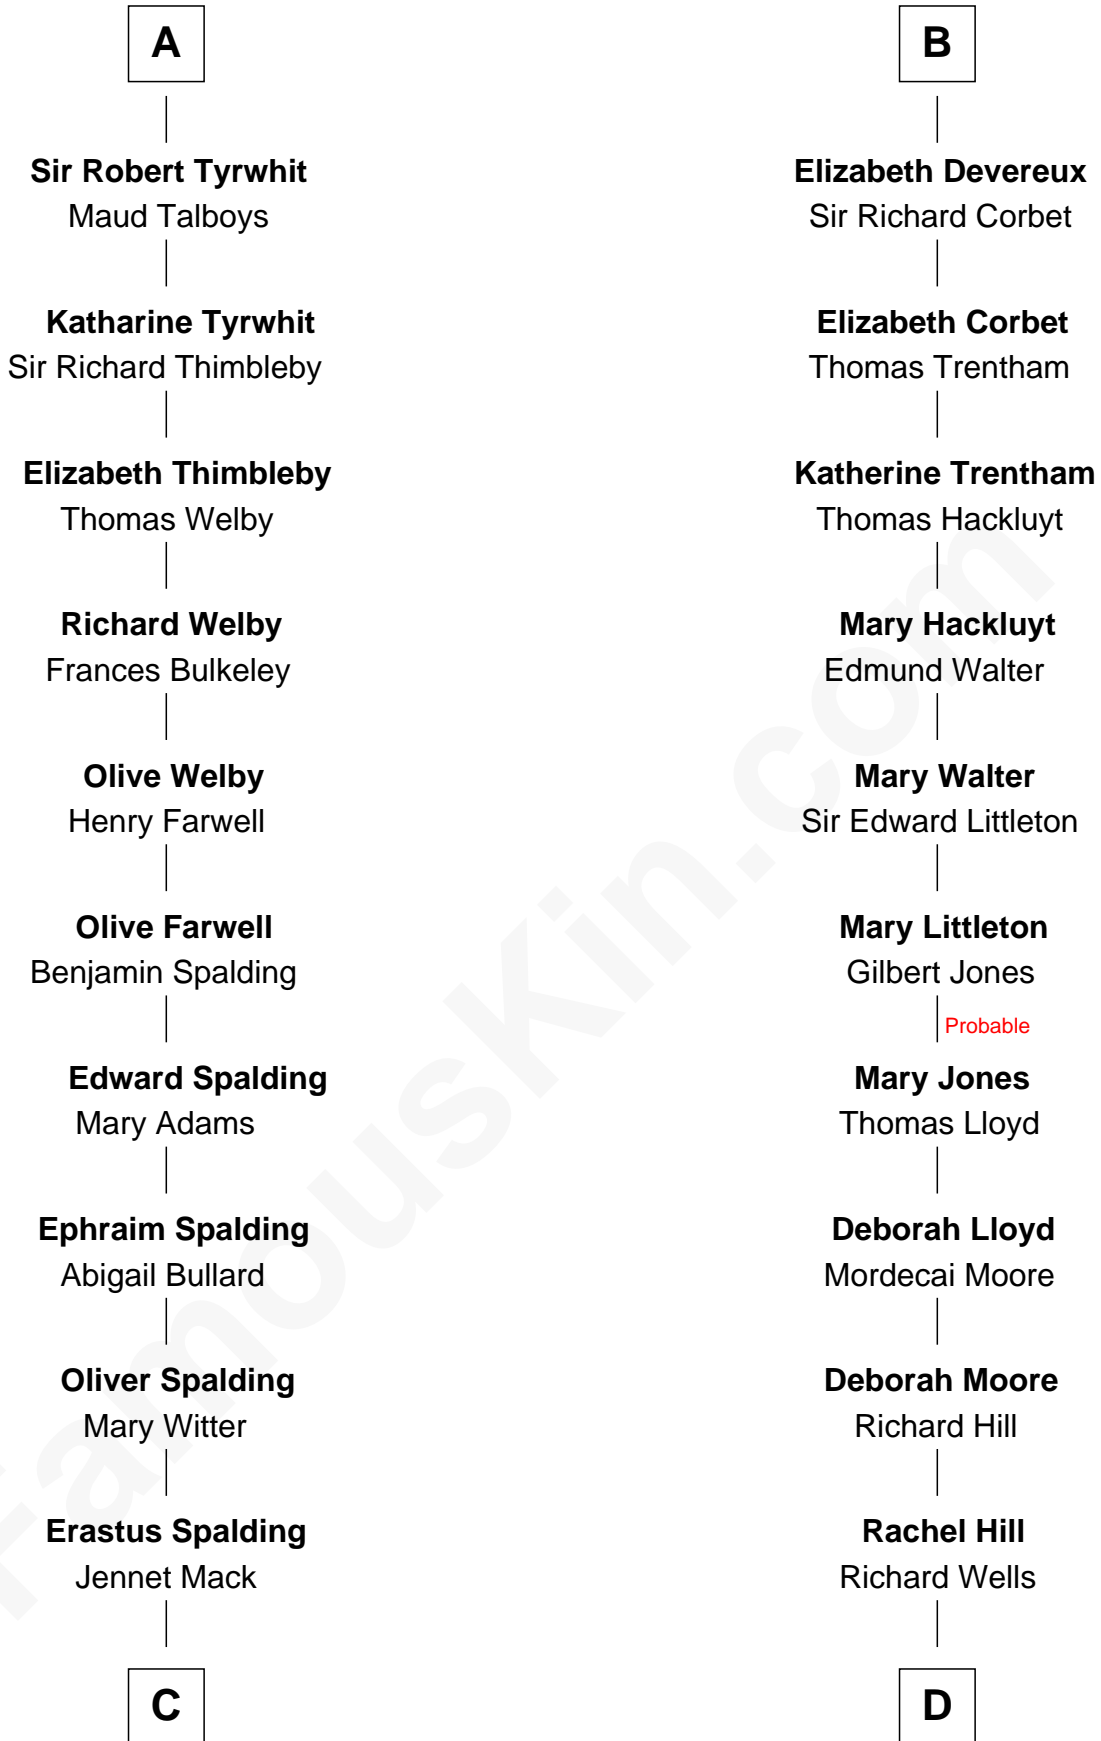 A
Sir Robert Tyrwhit
Maud Talboys
Katharine Tyrwhit
Sir Richard Thimbleby
Elizabeth Thimbleby
Thomas Welby
Richard Welby
Frances Bulkeley
Olive Welby
Henry Farwell
Olive Farwell
Benjamin Spalding
Edward Spalding
Mary Adams
Ephraim Spalding
Abigail Bullard
Oliver Spalding
Mary Witter
Erastus Spalding
Jennet Mack
C
B
Elizabeth Devereux
Sir Richard Corbet
Elizabeth Corbet
Thomas Trentham
Katherine Trentham
Thomas Hackluyt
Mary Hackluyt
Edmund Walter
Mary Walter
Sir Edward Littleton
Mary Littleton
Gilbert Jones
Probable
Mary Jones
Thomas Lloyd
Deborah Lloyd
Mordecai Moore
Deborah Moore
Richard Hill
Rachel Hill
Richard Wells
D
FamousKin.com